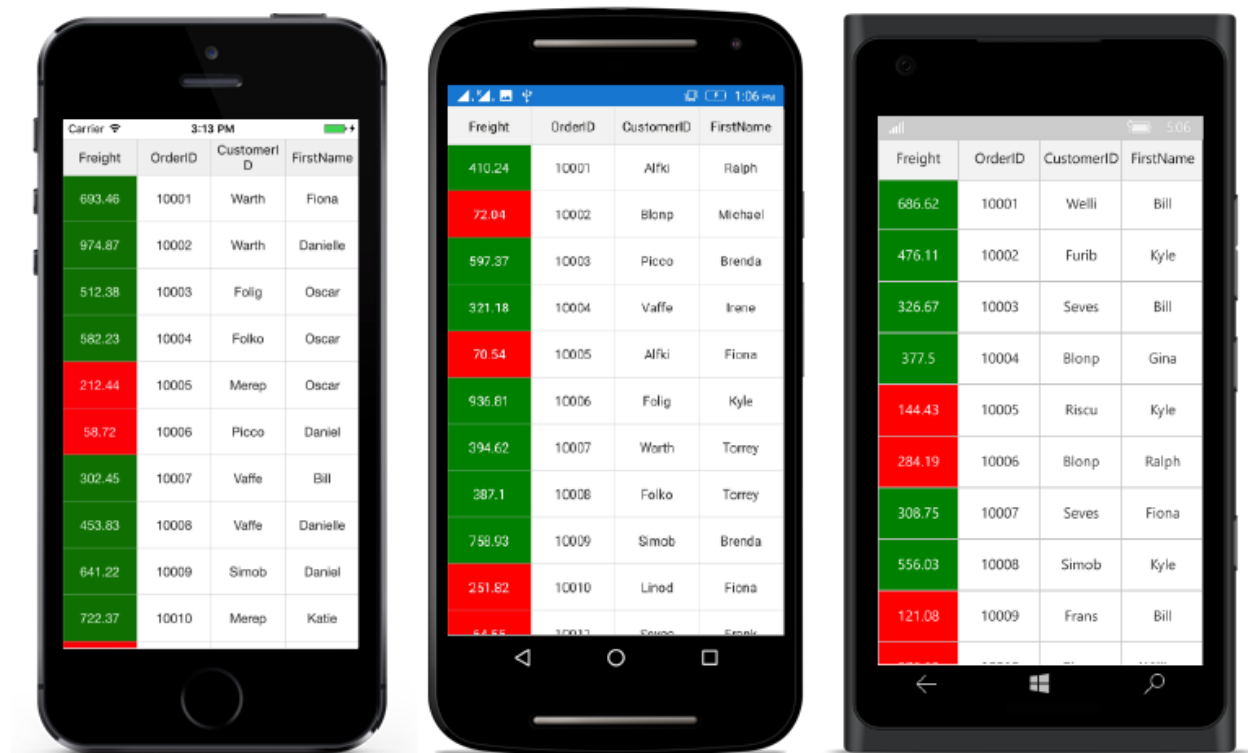 Carrier 3:13 PM
Freight OrderID CustomerI FirstName
D
693.46 10001 Warth Fiona
974.87 10002 Warth Danielle
512.38 10003 Folig Oscar
582.23 10004 Folko Oscar
212.44 10005 Merep Oscar
58.72 10006 Picco Daniel
302.45 10007 Vaffe Bill
453.83 10008 Vaffe Danielle
641.22 10009 Simob Daniel
722.37 10010 Merep Katie
1:06 PM
Freight OrderID CustomerID FirstName
410.24 10001 Alfki Ralph
72.04 10002 Blonp Michael
597.37 10003 Picco Brenda
321.18 10004 Vaffe Irene
70.54 10005 Alfki Fiona
936.81 10006 Folig Kyle
394.62 10007 Warth Torrey
387.1 10008 Folko Torrey
758.93 10009 Simob Brenda
251.82 10010 Linod Fiona
5:06
Freight OrderID CustomerID FirstName
686.62 10001 Welli Bill
476.11 10002 Furib Kyle
326.67 10003 Seves Bill
377.5 10004 Blonp Gina
144.43 10005 Riscu Kyle
284.19 10006 Blonp Ralph
308.75 10007 Seves Fiona
556.03 10008 Simob Kyle
121.08 10009 Frans Bill